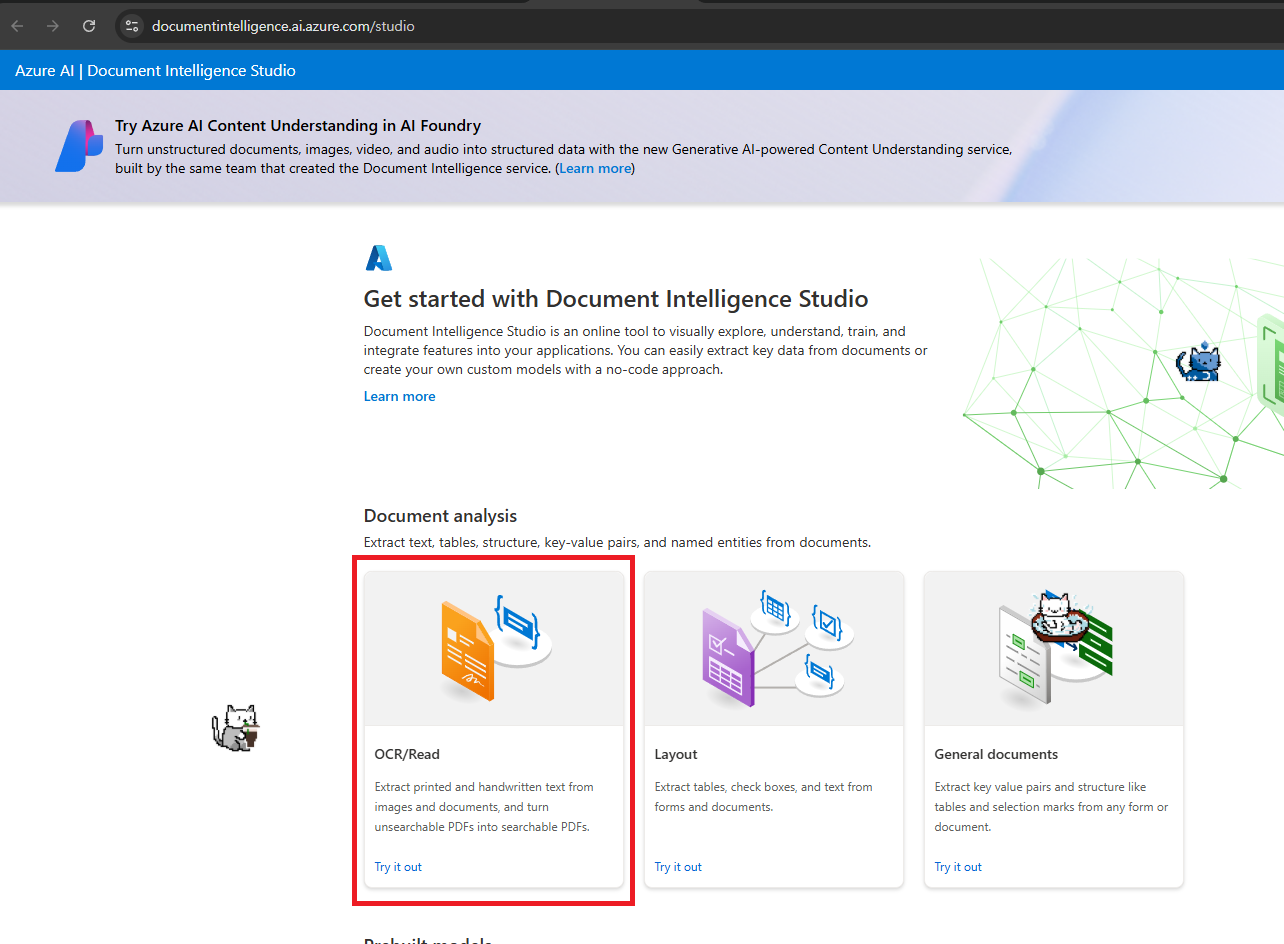 documentintelligence.ai.azure.com/studio
Azure AI | Document Intelligence Studio
Try Azure AI Content Understanding in AI Foundry
Turn unstructured documents, images, video, and audio into structured data with the new Generative AI-powered Content Understanding service,
built by the same team that created the Document Intelligence service. (Learn more)
Get started with Document Intelligence Studio
Document Intelligence Studio is an online tool to visually explore, understand, train, and
integrate features into your applications. You can easily extract key data from documents or
create your own custom models with a no-code approach.
Learn more
Document analysis
Extract text, tables, structure, key-value pairs, and named entities from documents.
OCR/Read
Extract printed and handwritten text from
images and documents, and turn
unsearchable PDFs into searchable PDFs.
Try it out
Layout
Extract tables, check boxes, and text from
forms and documents.
Try it out
General documents
Extract key value pairs and structure like
tables and selection marks from any form or
document.
Try it out
Prebuilt models